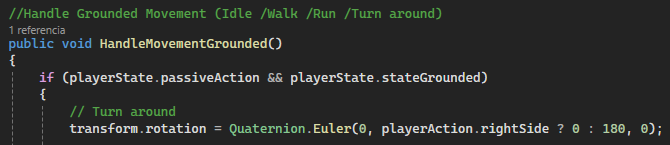 //Handle Grounded Movement (Idle /Walk /Run /Turn around)
1 referencia
public void HandleMovementGrounded()
{
if (playerState.passiveAction && playerState.stateGrounded)
{
// Turn around
transform.rotation = Quaternion.Euler(0, playerAction.rightSide ? 0 : 180, 0);